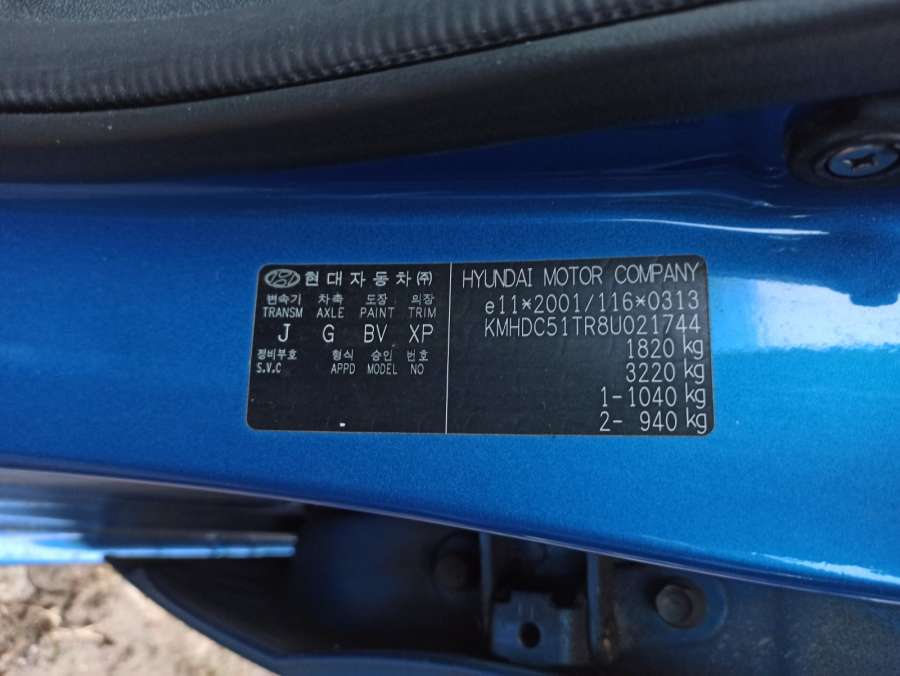 현대자동차(주)
변속기 차축 도장 의장
TRANSM AXLE PAINT TRIM
J G BV XP
정비부호 형식 승인 번호
S.V.C APPD MODEL NO
HYUNDAI MOTOR COMPANY
e11*2001/116*0313
KMHDC51TR8U021744
1820 kg
3220 kg
1-1040 kg
2- 940 kg